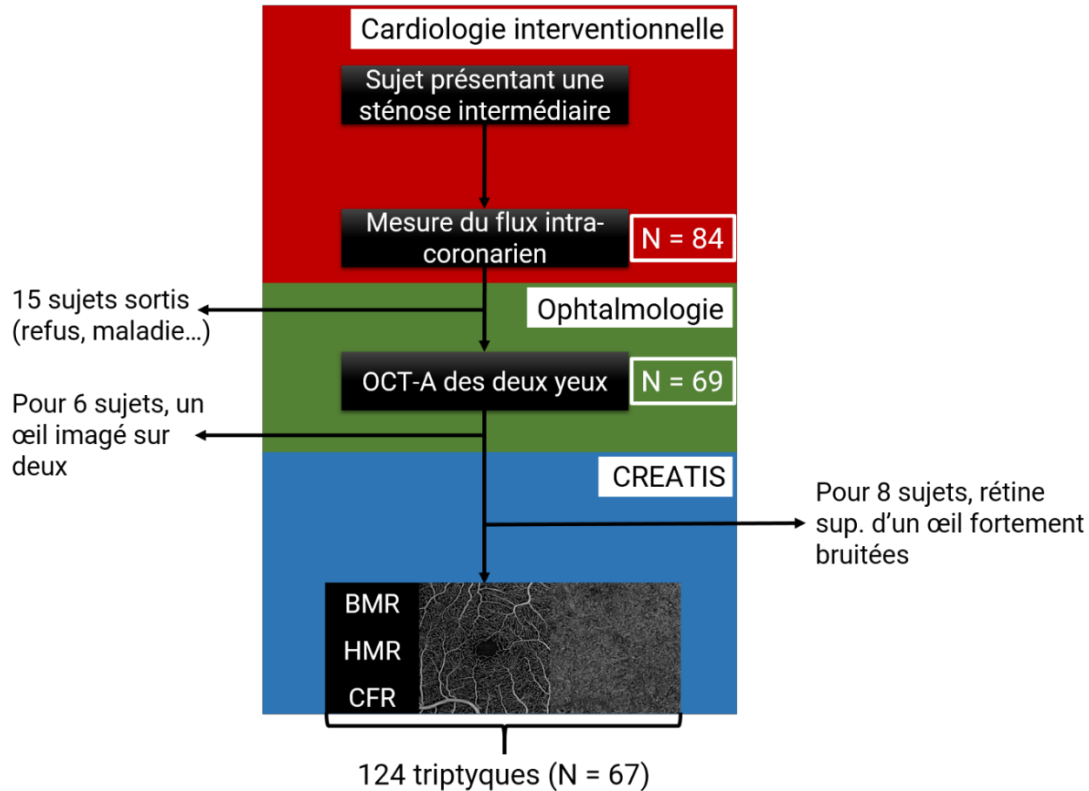 Cardiologie interventionnelle
Sujet présentant une
sténose intermédiaire
Mesure du flux intra-
coronarien
N = 84
15 sujets sortis
(refus, maladie…)
Ophtalmologie
OCT-A des deux yeux
N = 69
Pour 6 sujets, un
œil imagé sur
deux
CREATIS
Pour 8 sujets, rétine
sup. d’un œil fortement
bruitées
BMR
HMR
CFR
124 triptyques (N = 67)